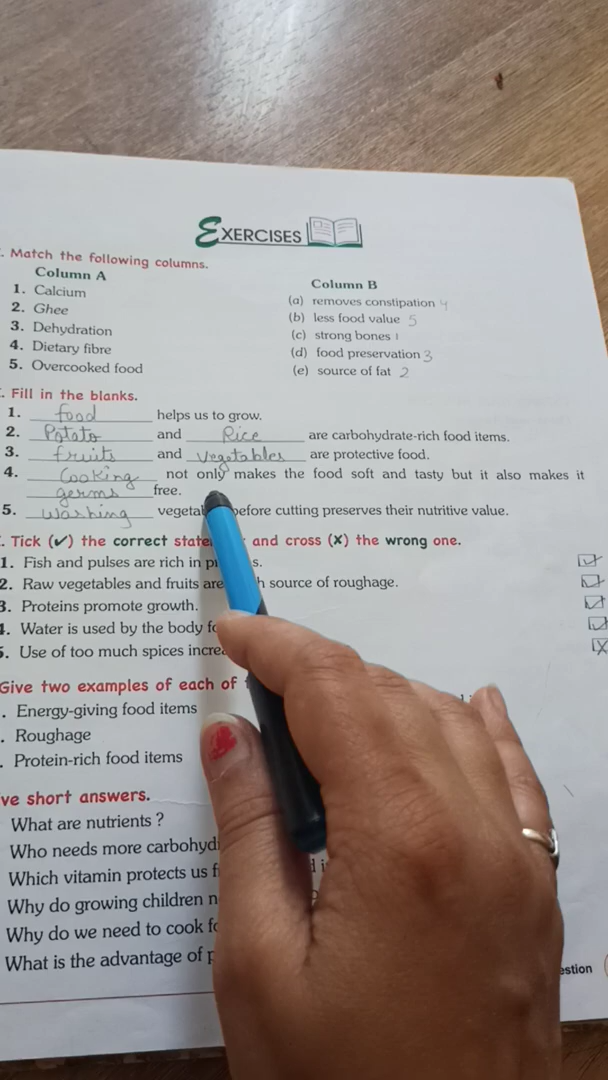 EXERCISES
Match the following columns.
Column A
Column B
1. Calcium
(a) removes constipation 4
2. Ghee
(b) less food value 5
3. Dehydration
(c) strong bones 1
4. Dietary fibre
(d) food preservation 3
5. Overcooked food
(e) source of fat 2
Fill in the blanks.
1. food helps us to grow.
2. Potato and Rice are carbohydrate-rich food items.
3. fruits and vegetables are protective food.
4. Cooking not only makes the food soft and tasty but it also makes it
germs free.
5. washing before cutting preserves their nutritive value.
Tick (✓) the correct and cross (✗) the wrong one.
1. Fish and pulses are rich in
2. Raw vegetables and fruits are source of roughage.
3. Proteins promote growth.
4. Water is used by the body
5. Use of too much spices
Give two examples of each of
Energy-giving food items
Roughage
Protein-rich food items
short answers.
What are nutrients ?
Who needs more
Which vitamin protects us
Why do growing children
Why do we need to cook
What is the advantage of